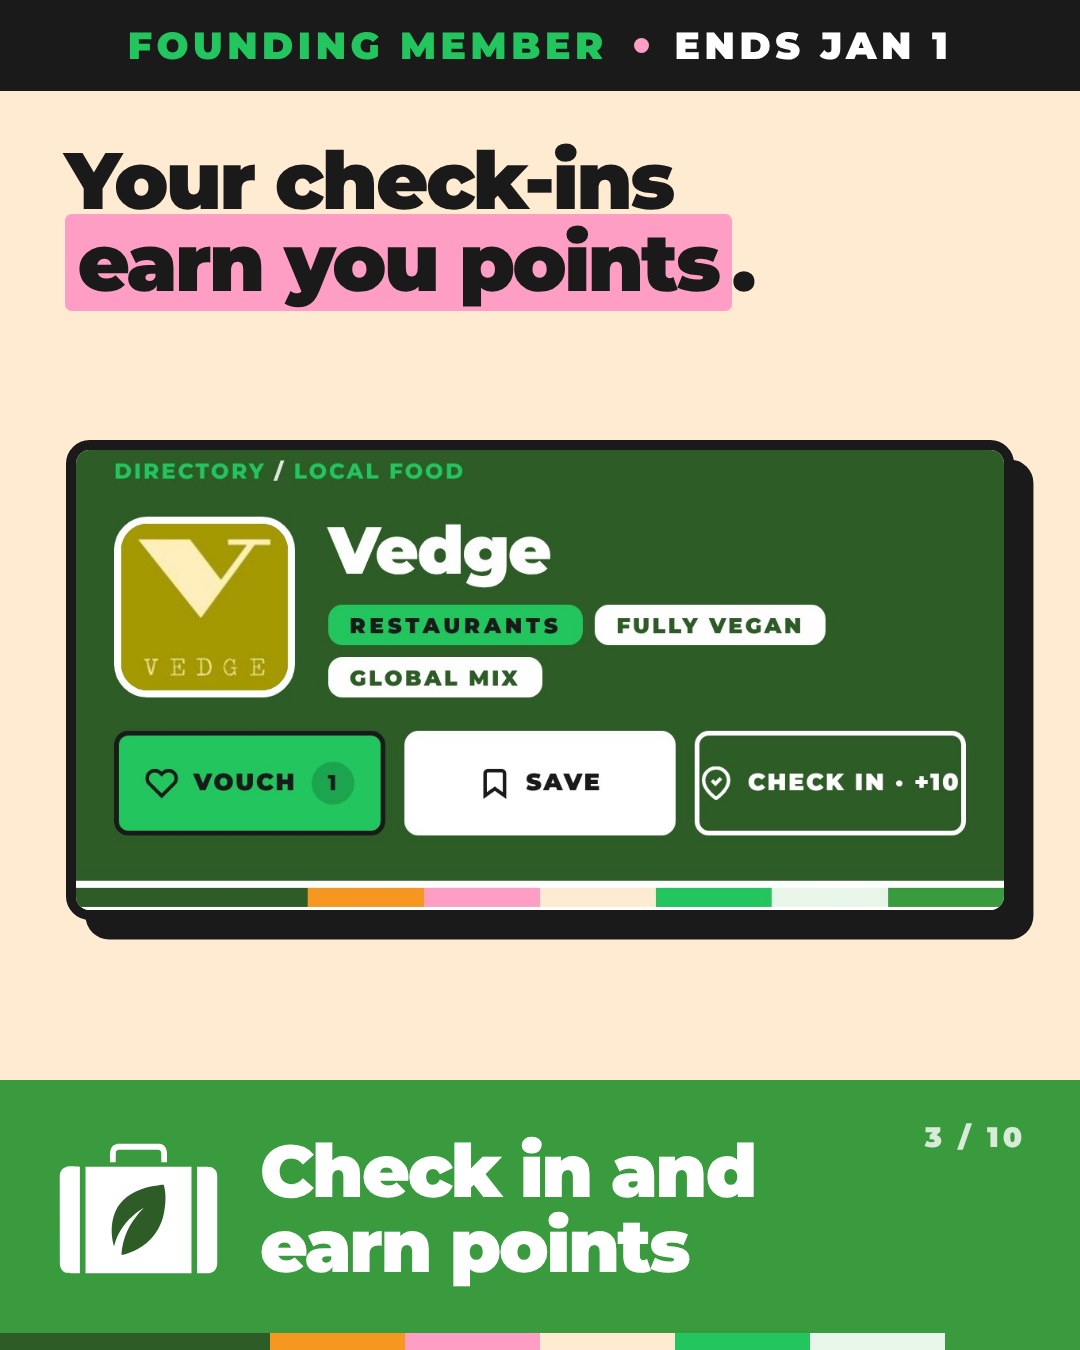 FOUNDING MEMBER • ENDS JAN 1
Your check-ins
earn you points.
DIRECTORY / LOCAL FOOD
V
VEDGE
Vedge
RESTAURANTS
FULLY VEGAN
GLOBAL MIX
VOUCH 1
SAVE
CHECK IN · +10
3 / 10
Check in and
earn points